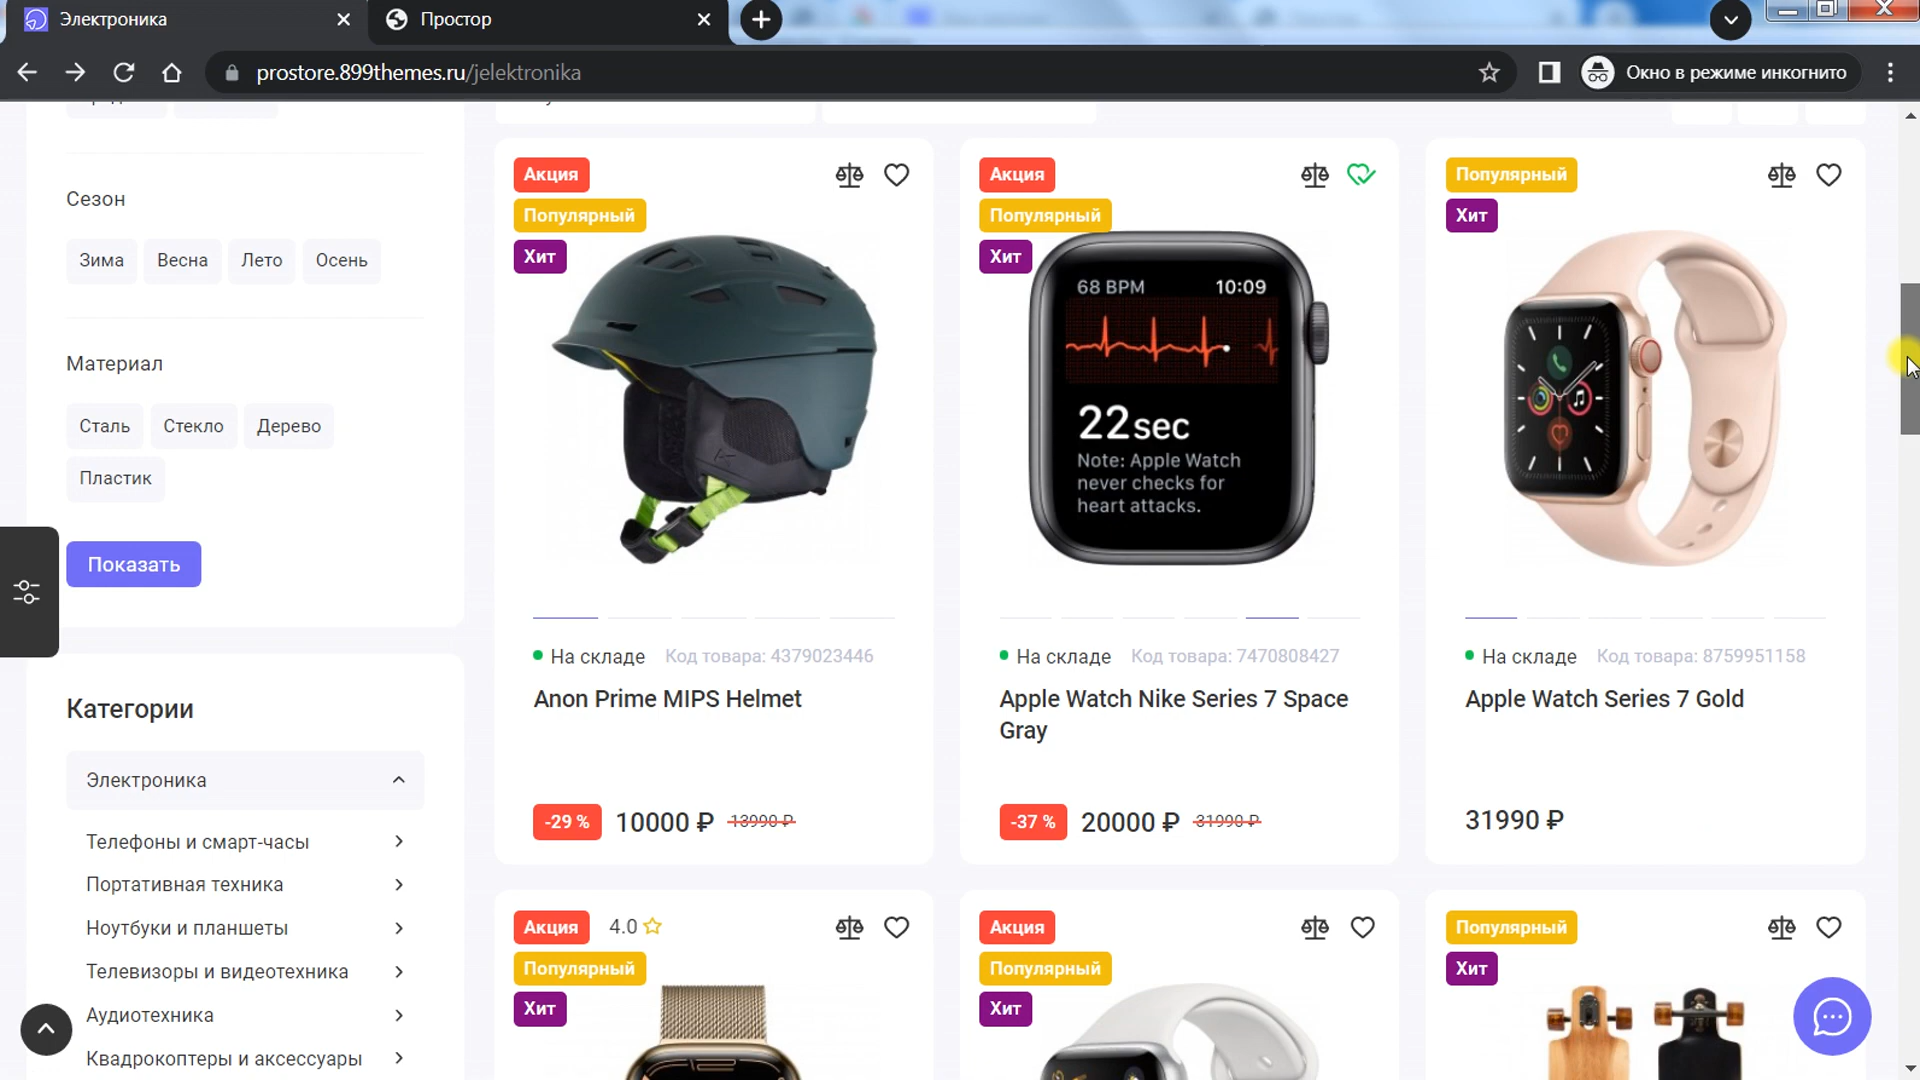 Электроника
Простор
prostore.899themes.ru/jelektronika
Окно в режиме инкогнито
Сезон
Зима Весна Лето Осень
Материал
Сталь Стекло Дерево
Пластик
Показать
Категории
Электроника
Телефоны и смарт-часы
Портативная техника
Ноутбуки и планшеты
Телевизоры и видеотехника
Аудиотехника
Квадрокоптеры и аксессуары
Акция
Популярный
Хит
На складе Код товара: 4379023446
Anon Prime MIPS Helmet
-29 % 10000 ₽ 13990 ₽
Акция
Популярный
Хит
68 BPM 10:09
22 sec
Note: Apple Watch
never checks for
heart attacks.
На складе Код товара: 7470808427
Apple Watch Nike Series 7 Space
Gray
-37 % 20000 ₽ 31990 ₽
Популярный
Хит
На складе Код товара: 8759951158
Apple Watch Series 7 Gold
31990 ₽
Акция 4.0
Популярный
Хит
Акция
Популярный
Хит
Популярный
Хит